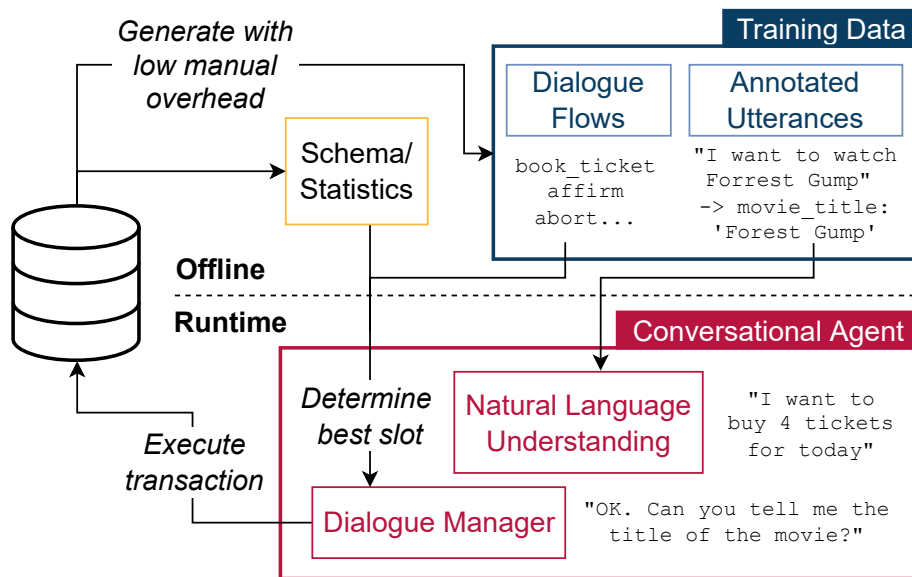 Generate with
low manual
overhead
Training Data
Dialogue
Flows
Annotated
Utterances
book_ticket
affirm
abort...
"I want to watch
Forrest Gump"
-> movie_title:
'Forest Gump'
Schema/
Statistics
Offline
Runtime
Conversational Agent
Natural Language
Understanding
"I want to
buy 4 tickets
for today"
Determine
best slot
Execute
transaction
Dialogue Manager
"OK. Can you tell me the
title of the movie?"